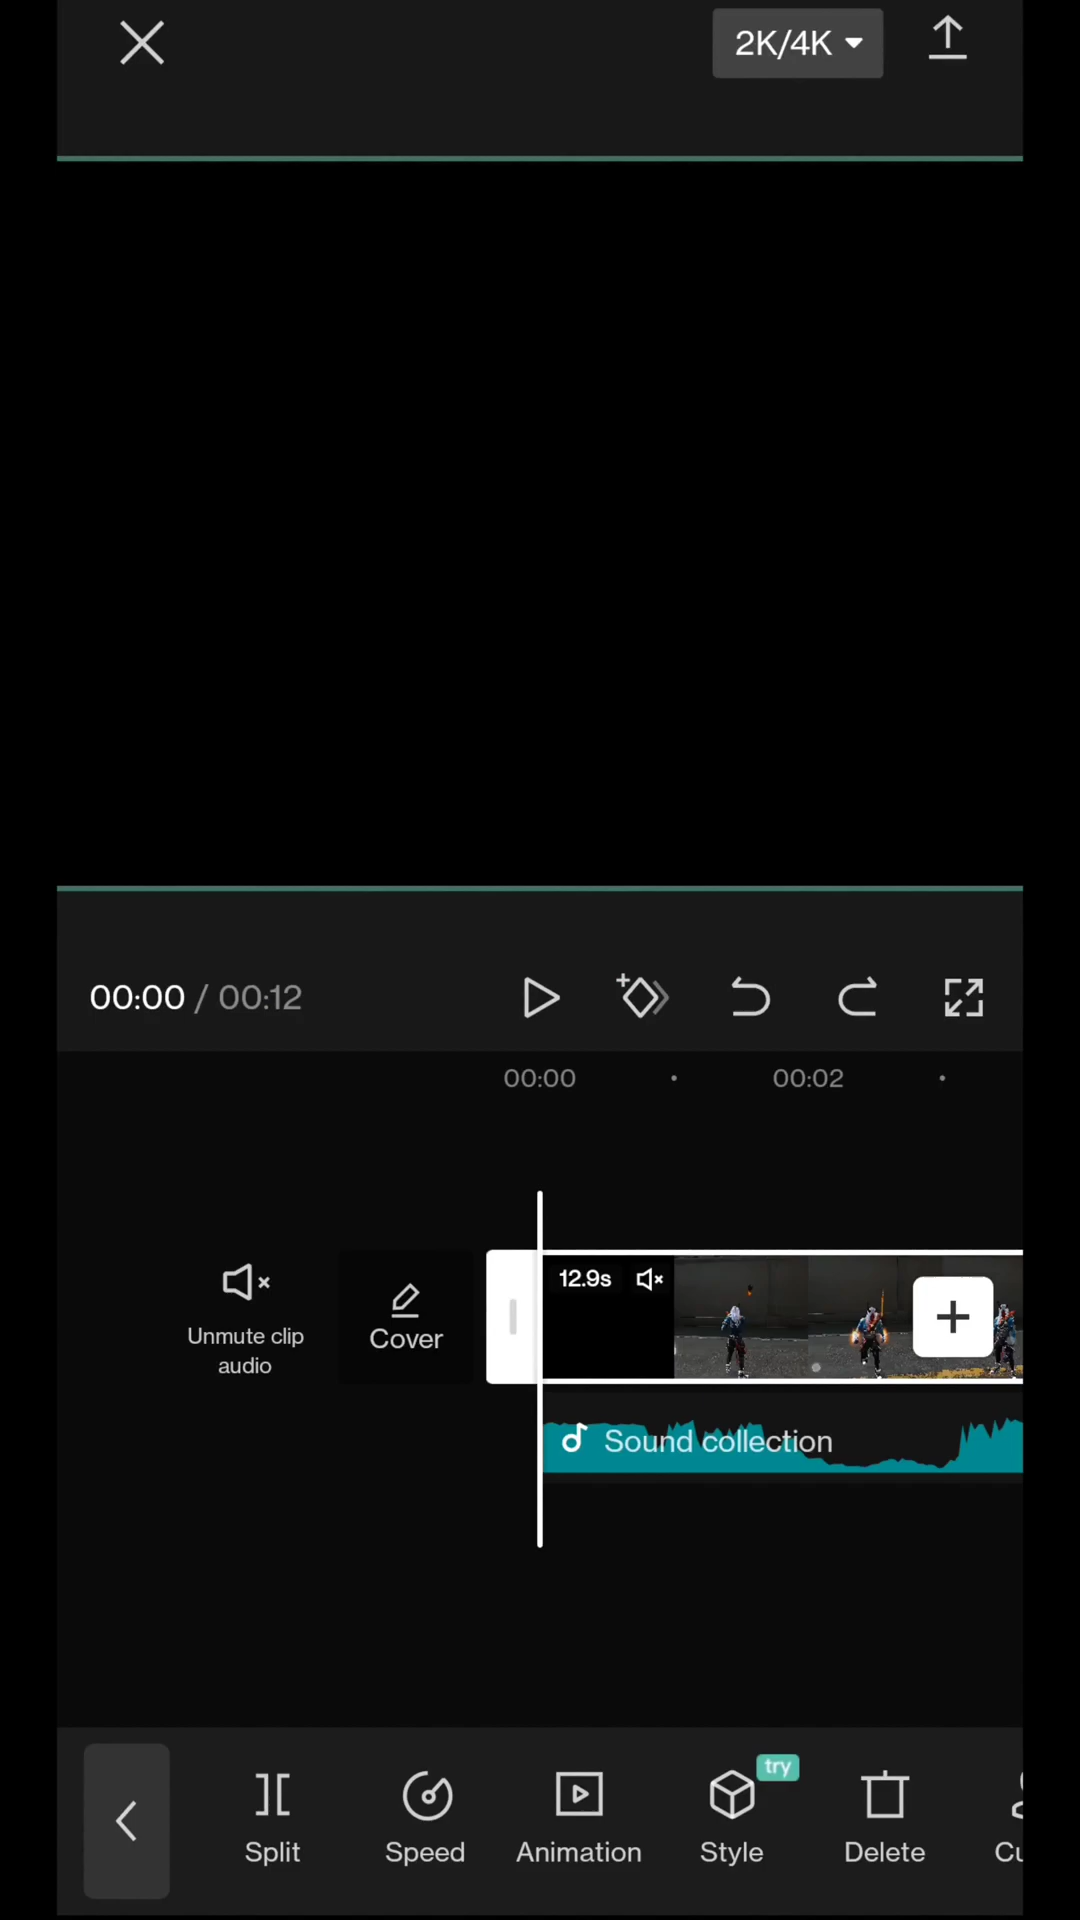 2K/4K
00:00 / 00:12
00:00
00:02
12.9s
Unmute clip
audio
Cover
Sound collection
try
Split
Speed
Animation
Style
Delete